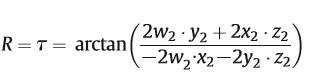 R = τ = arctan(2w₂ · y₂ + 2x₂ · z₂ / −2w₂·x₂−2y₂ · z₂)